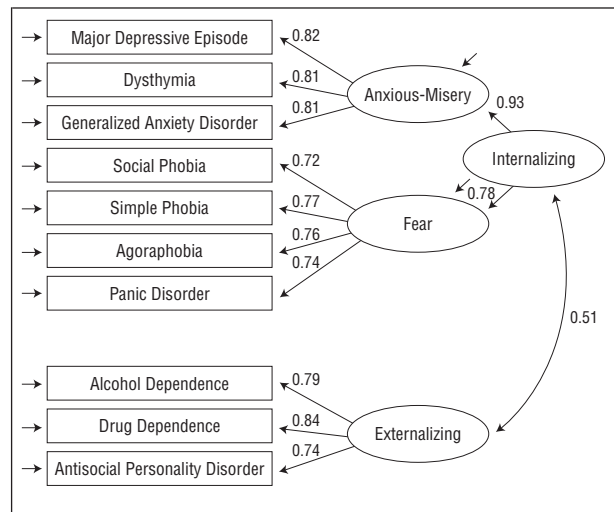 Major Depressive Episode
0.82
Dysthymia
0.81
Generalized Anxiety Disorder
0.81
Anxious-Misery
0.93
Internalizing
Social Phobia
0.72
Simple Phobia
0.77
Agoraphobia
0.76
Panic Disorder
0.74
Fear
0.78
0.51
Alcohol Dependence
0.79
Drug Dependence
0.84
Antisocial Personality Disorder
0.74
Externalizing